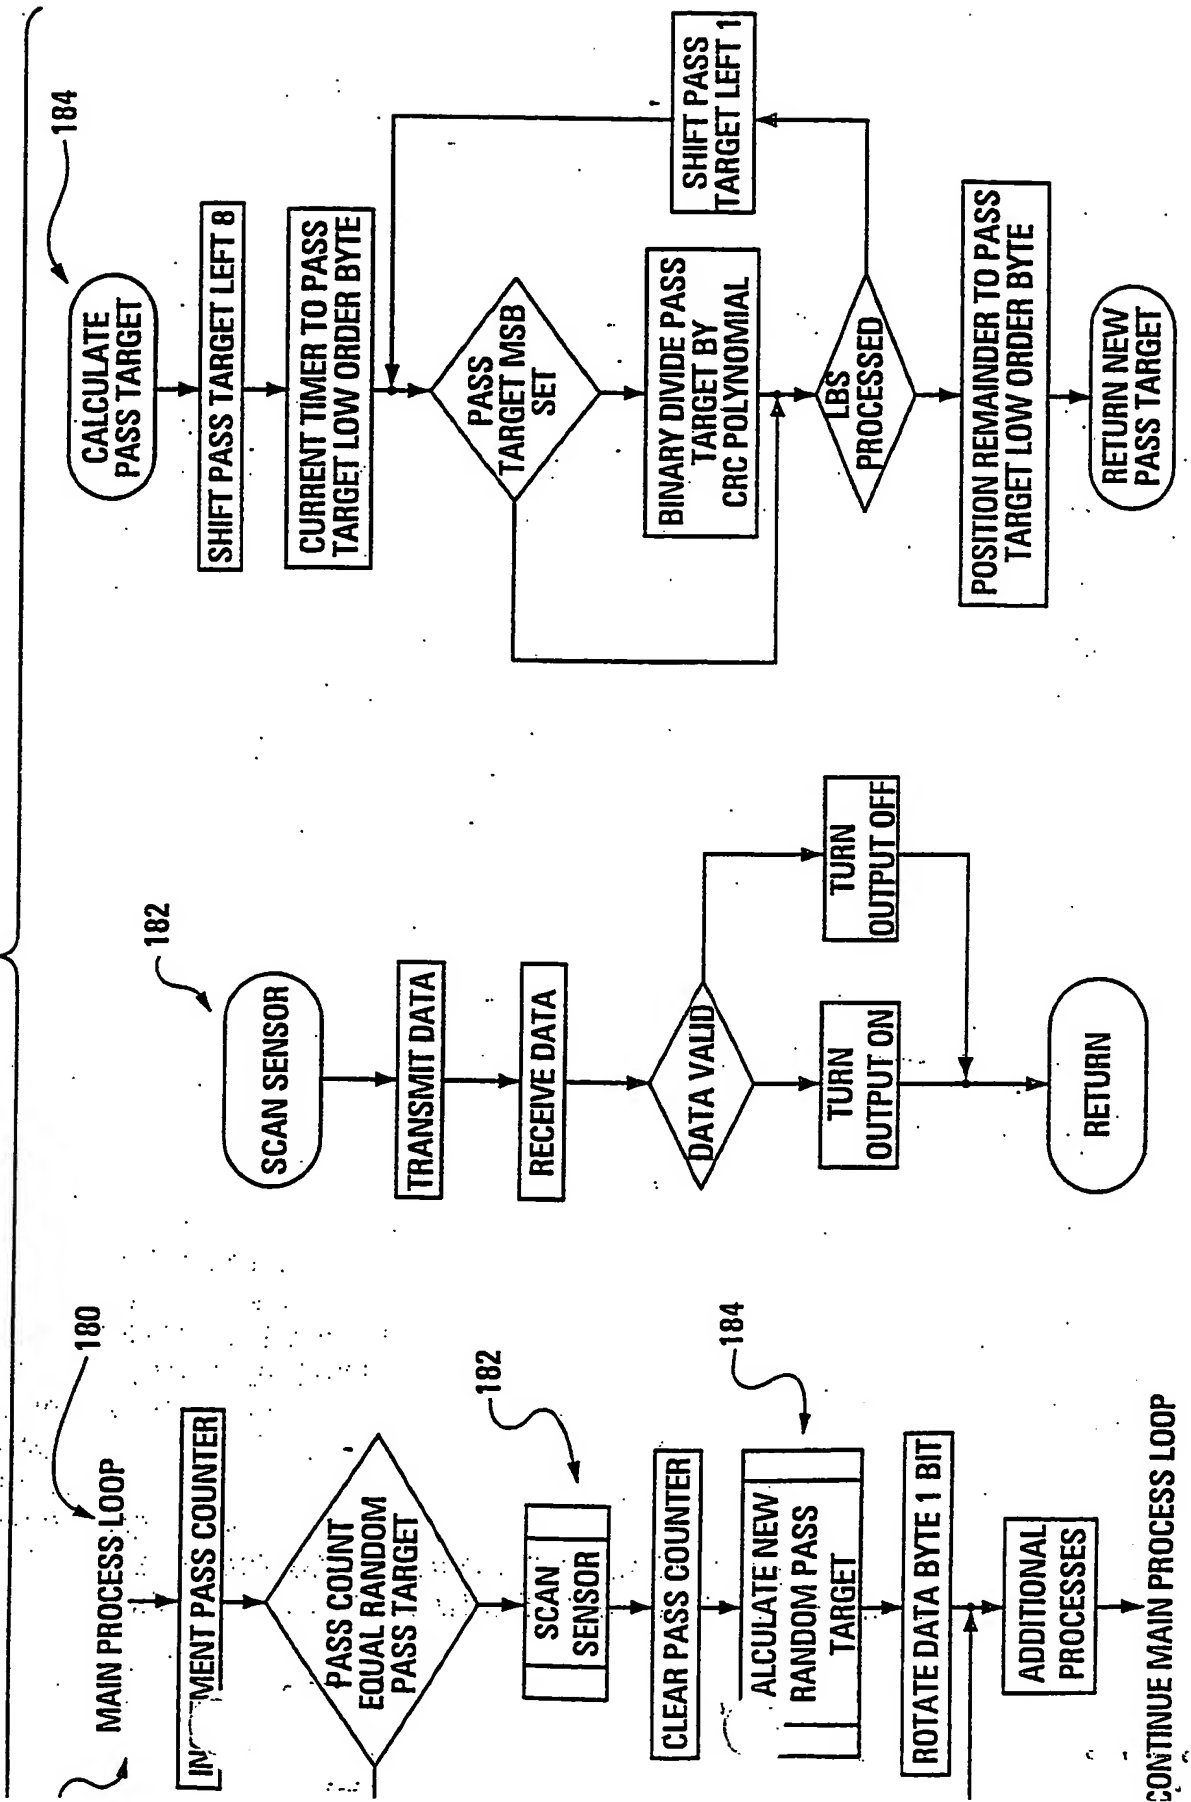 180
MAIN PROCESS LOOP
INCREMENT PASS COUNTER
PASS COUNT
EQUAL RANDOM
PASS TARGET
182
SCAN
SENSOR
CLEAR PASS COUNTER
184
ALCULATE NEW
RANDOM PASS
TARGET
ROTATE DATA BYTE 1 BIT
ADDITIONAL
PROCESSES
CONTINUE MAIN PROCESS LOOP
182
SCAN SENSOR
TRANSMIT DATA
RECEIVE DATA
DATA VALID
TURN
OUTPUT ON
TURN
OUTPUT OFF
RETURN
184
CALCULATE
PASS TARGET
SHIFT PASS TARGET LEFT 8
CURRENT TIMER TO PASS
TARGET LOW ORDER BYTE
PASS
TARGET MSB
SET
BINARY DIVIDE PASS
TARGET BY
CRC POLYNOMIAL
SHIFT PASS
TARGET LEFT 1
LBS
PROCESSED
POSITION REMAINDER TO PASS
TARGET LOW ORDER BYTE
RETURN NEW
PASS TARGET